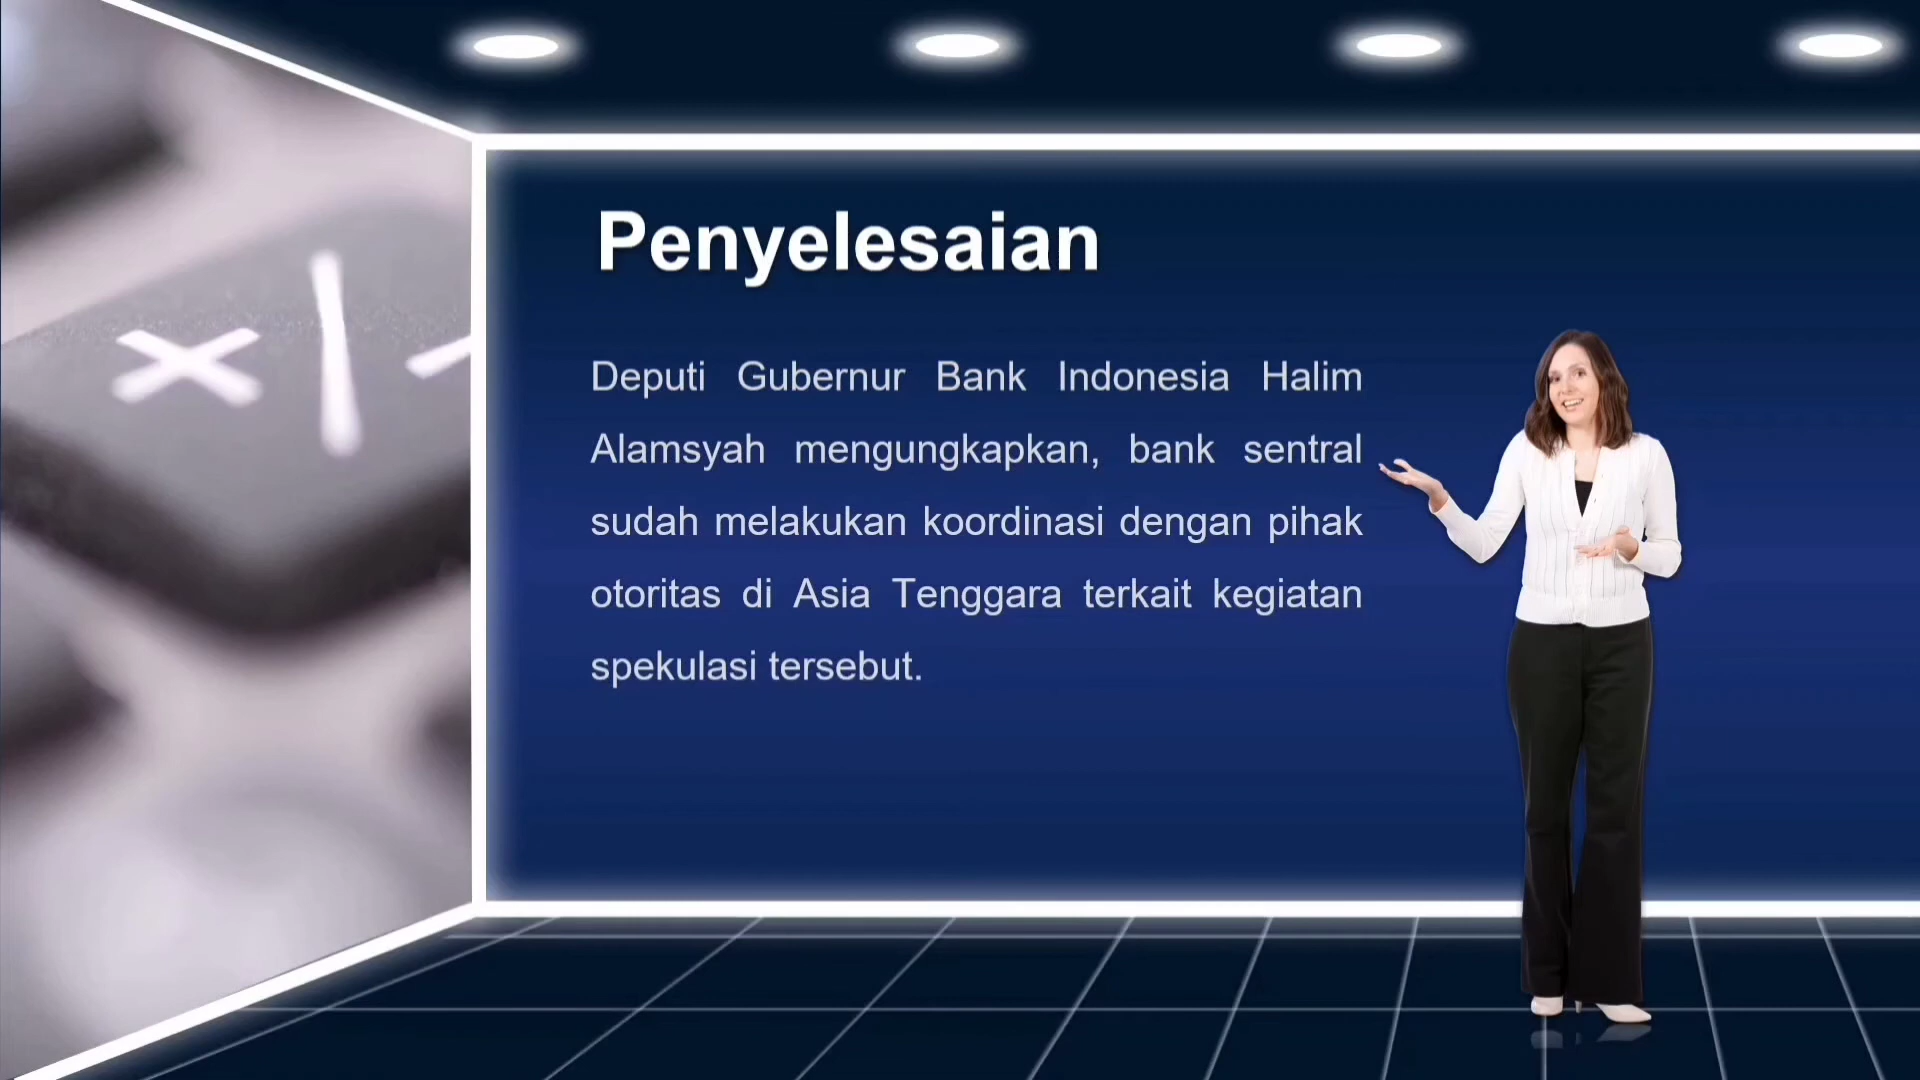 Penyelesaian
Deputi Gubernur Bank Indonesia Halim
Alamsyah mengungkapkan, bank sentral
sudah melakukan koordinasi dengan pihak
otoritas di Asia Tenggara terkait kegiatan
spekulasi tersebut.